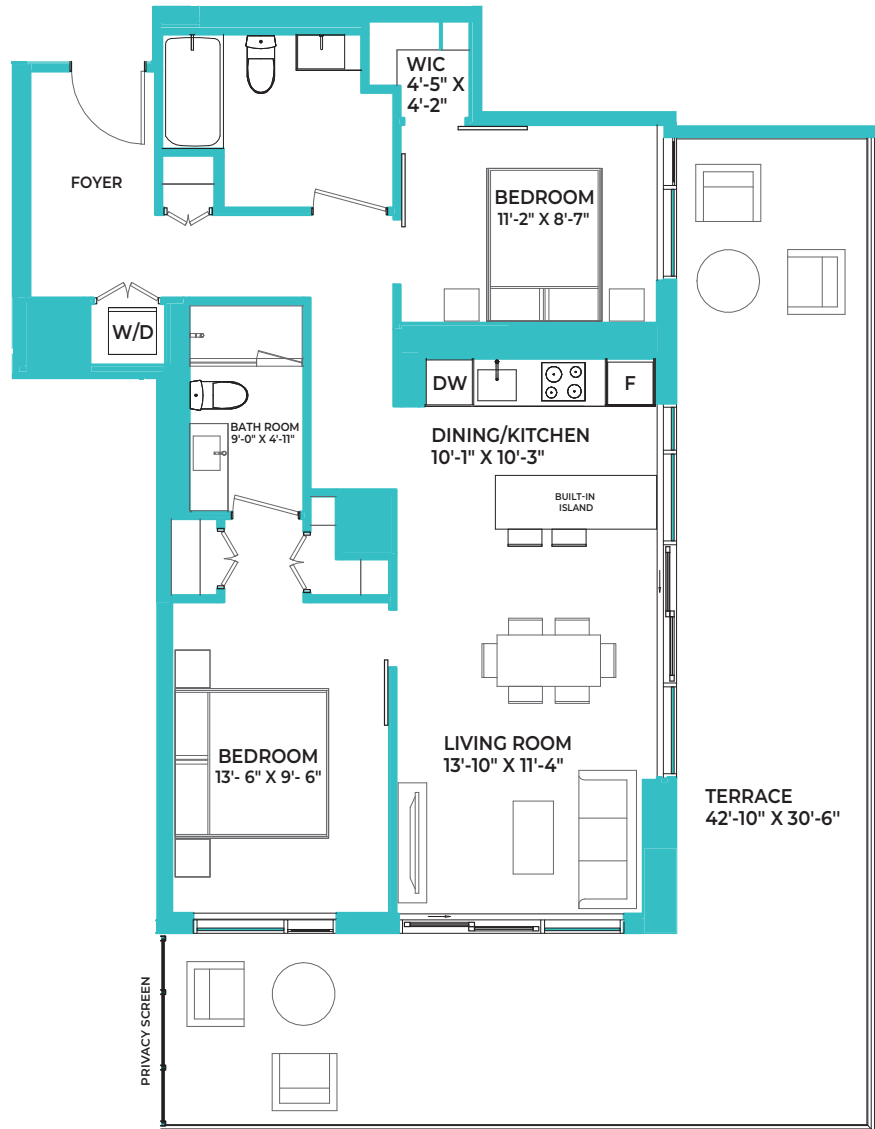 WIC
4'-5" X
4'-2"
FOYER
BEDROOM
11'-2" X 8'-7"
W/D
DW
F
BATH ROOM
9'-0" X 4'-11"
DINING/KITCHEN
10'-1" X 10'-3"
BUILT-IN
ISLAND
LIVING ROOM
13'-10" X 11'-4"
BEDROOM
13'- 6" X 9'- 6"
TERRACE
42'-10" X 30'-6"
PRIVACY SCREEN